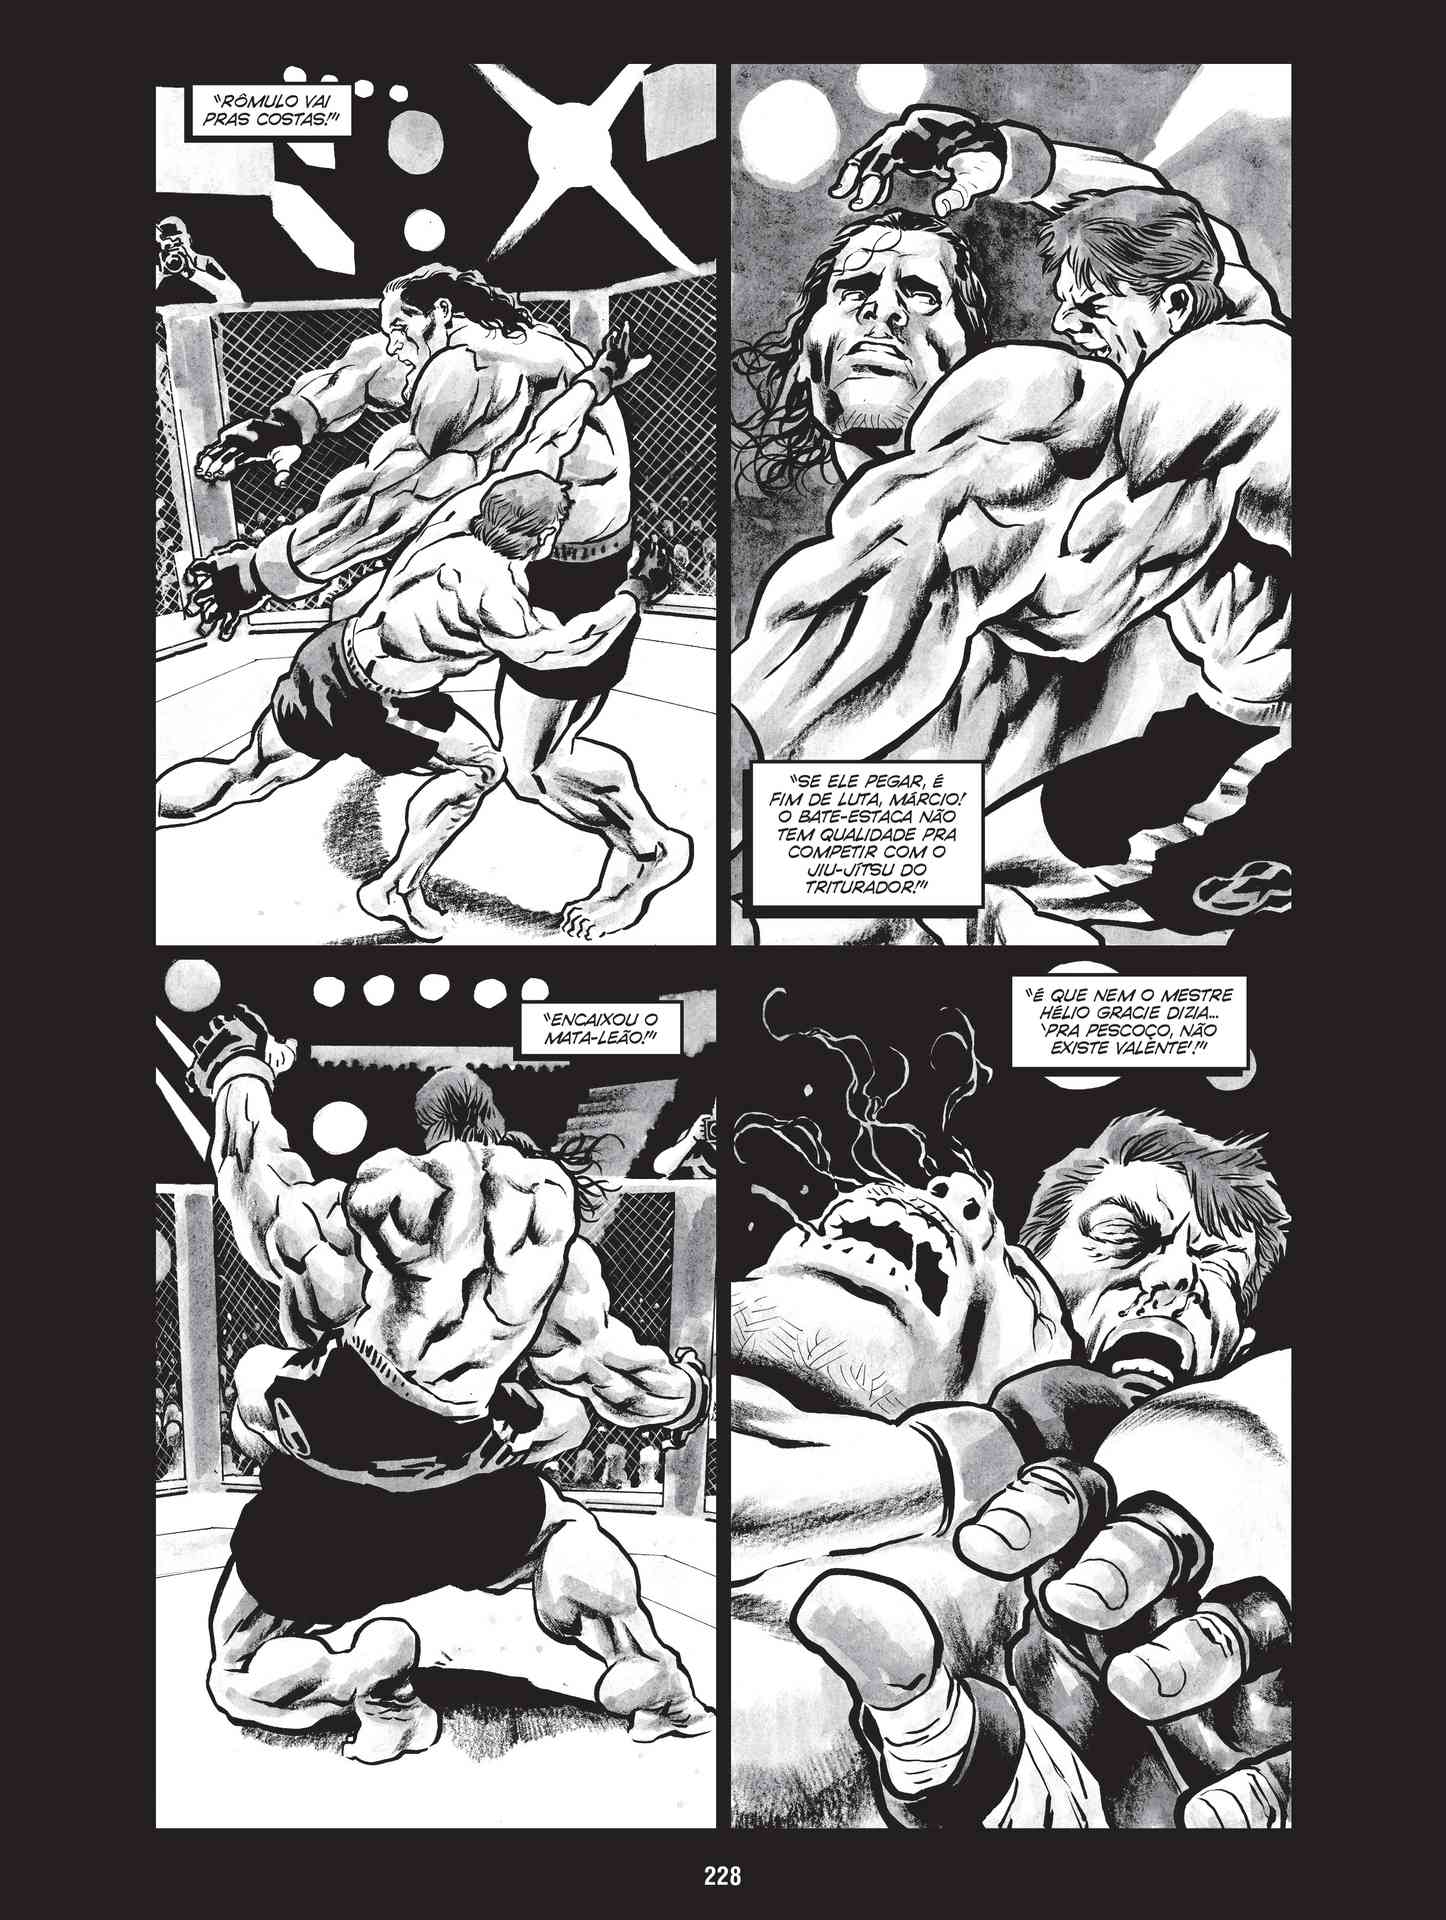 "RÔMULO VAI
PRAS COSTAS!"
"SE ELE PEGAR, É
FIM DE LUTA, MÁRCIO!
O BATE-ESTACA NÃO
TEM QUALIDADE PRA
COMPETIR COM O
JIU-JÍTSU DO
TRITURADOR!"
"ENCAIXOU O
MATA-LEÃO!"
"É QUE NEM O MESTRE
HÉLIO GRACIE DIZIA...
'PRA PESCOÇO, NÃO
EXISTE VALENTE'!"
228